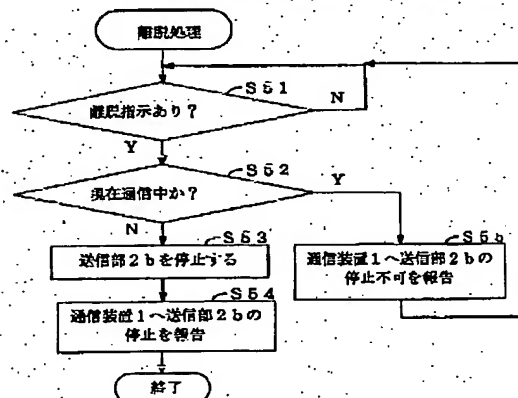 離脱処理
S51
離脱指示あり?
N
Y
S52
現在通信中か?
Y
N
S53
送信部2bを停止する
S55
通信装置1へ送信部2bの
停止不可を報告
S54
通信装置1へ送信部2bの
停止を報告
終了